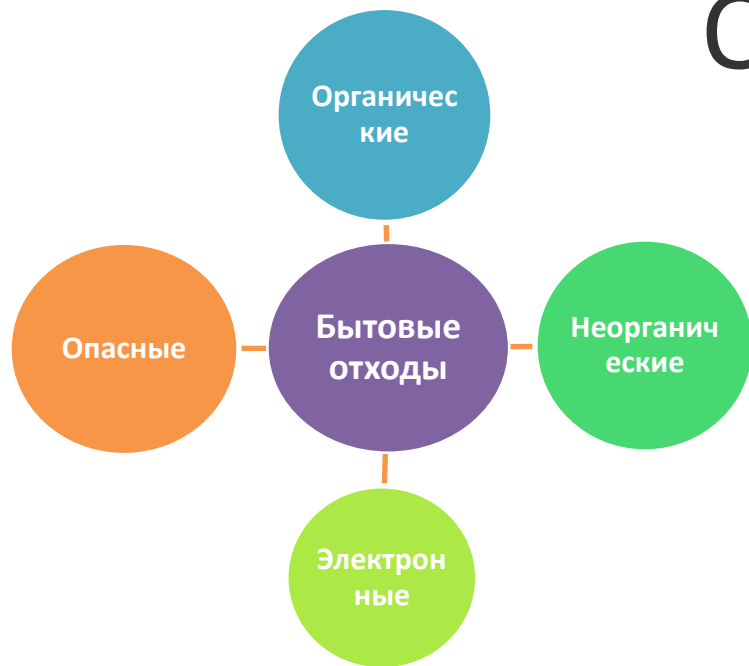 Органичес
кие
Опасные
Бытовые
отходы
Неорганич
еские
Электрон
ные